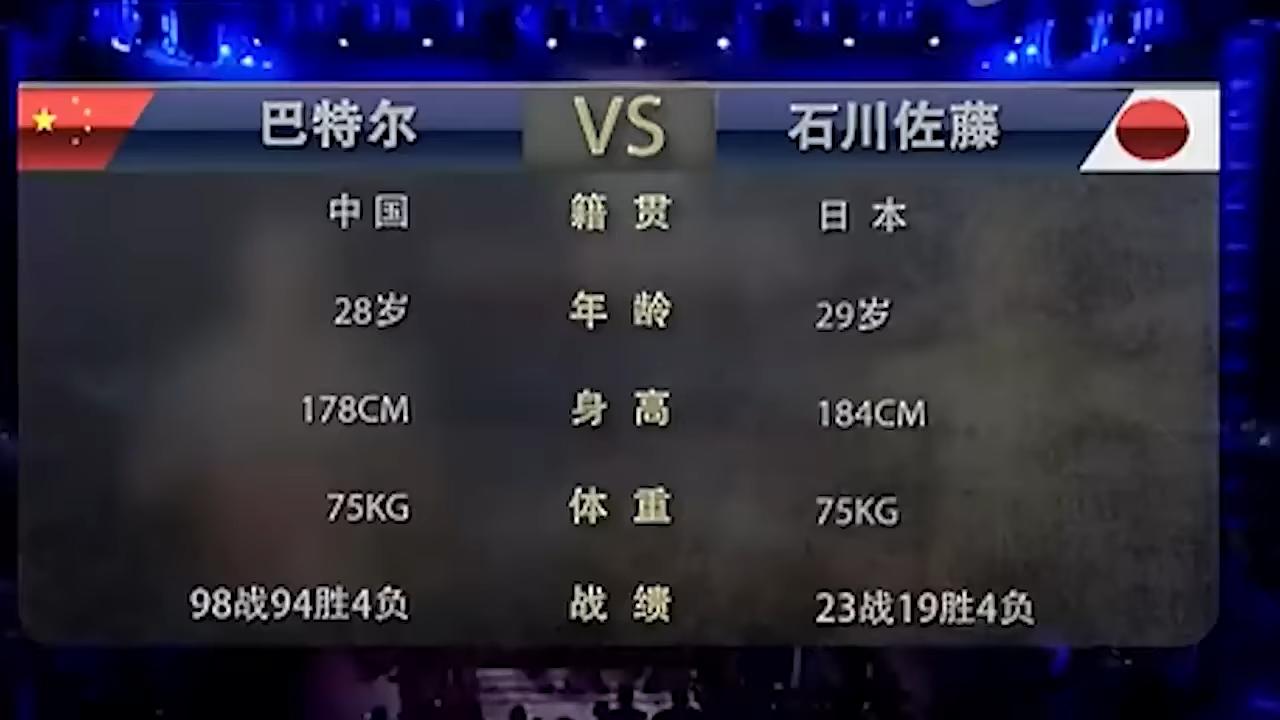 巴特尔 VS 石川佐藤
中国 籍贯 日本
28岁 年龄 29岁
178CM 身高 184CM
75KG 体重 75KG
98战94胜4负 战绩 23战19胜4负